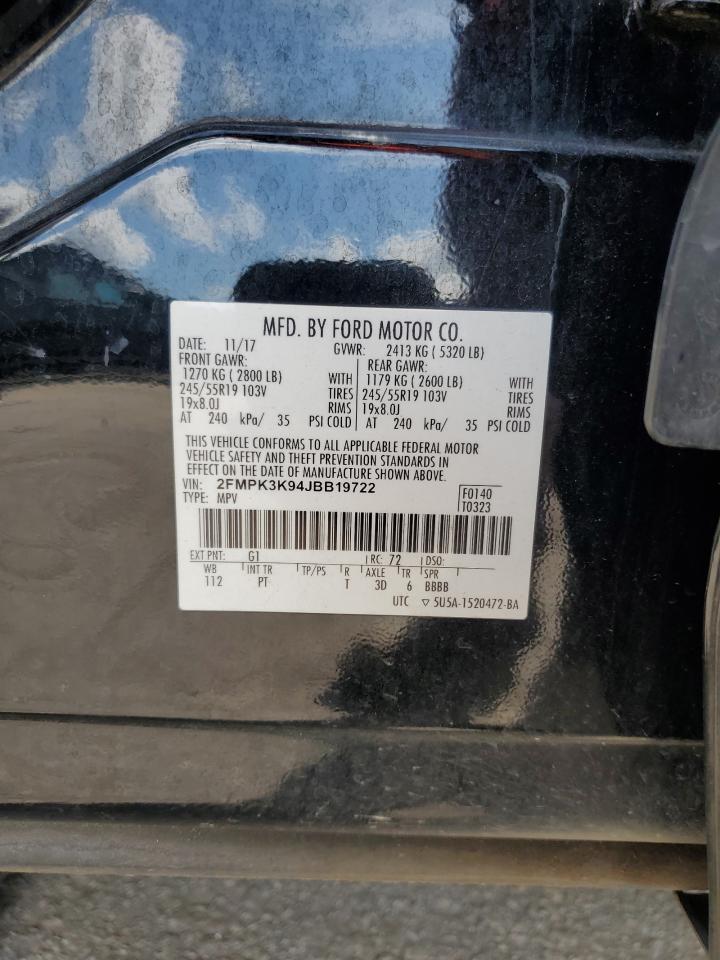 MFD. BY FORD MOTOR CO.
DATE: 11/17 GVWR: 2413 KG ( 5320 LB)
FRONT GAWR: REAR GAWR:
1270 KG ( 2800 LB) WITH 1179 KG ( 2600 LB) WITH
245/55R19 103V TIRES 245/55R19 103V TIRES
19x8.0J RIMS 19x8.0J RIMS
AT 240 kPa/ 35 PSI COLD AT 240 kPa/ 35 PSI COLD
THIS VEHICLE CONFORMS TO ALL APPLICABLE FEDERAL MOTOR
VEHICLE SAFETY AND THEFT PREVENTION STANDARDS IN
EFFECT ON THE DATE OF MANUFACTURE SHOWN ABOVE.
VIN: 2FMPK3K94JBB19722 F0140
TYPE: MPV T0323
EXT PNT: G1 RC: 72 DSO:
WB INT TR TP/PS R AXLE TR SPR
112 PT T 3D 6 BBBB
UTC ▽ 5U5A-1520472-BA